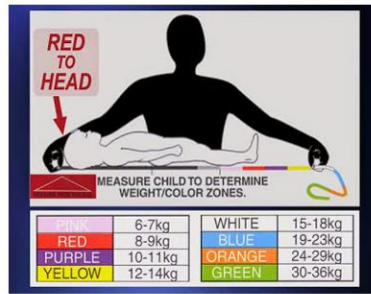 RED
TO
HEAD
MEASURE CHILD TO DETERMINE
WEIGHT/COLOR ZONES.
PINK 6-7kg
RED 8-9kg
PURPLE 10-11kg
YELLOW 12-14kg
WHITE 15-18kg
BLUE 19-23kg
ORANGE 24-29kg
GREEN 30-36kg